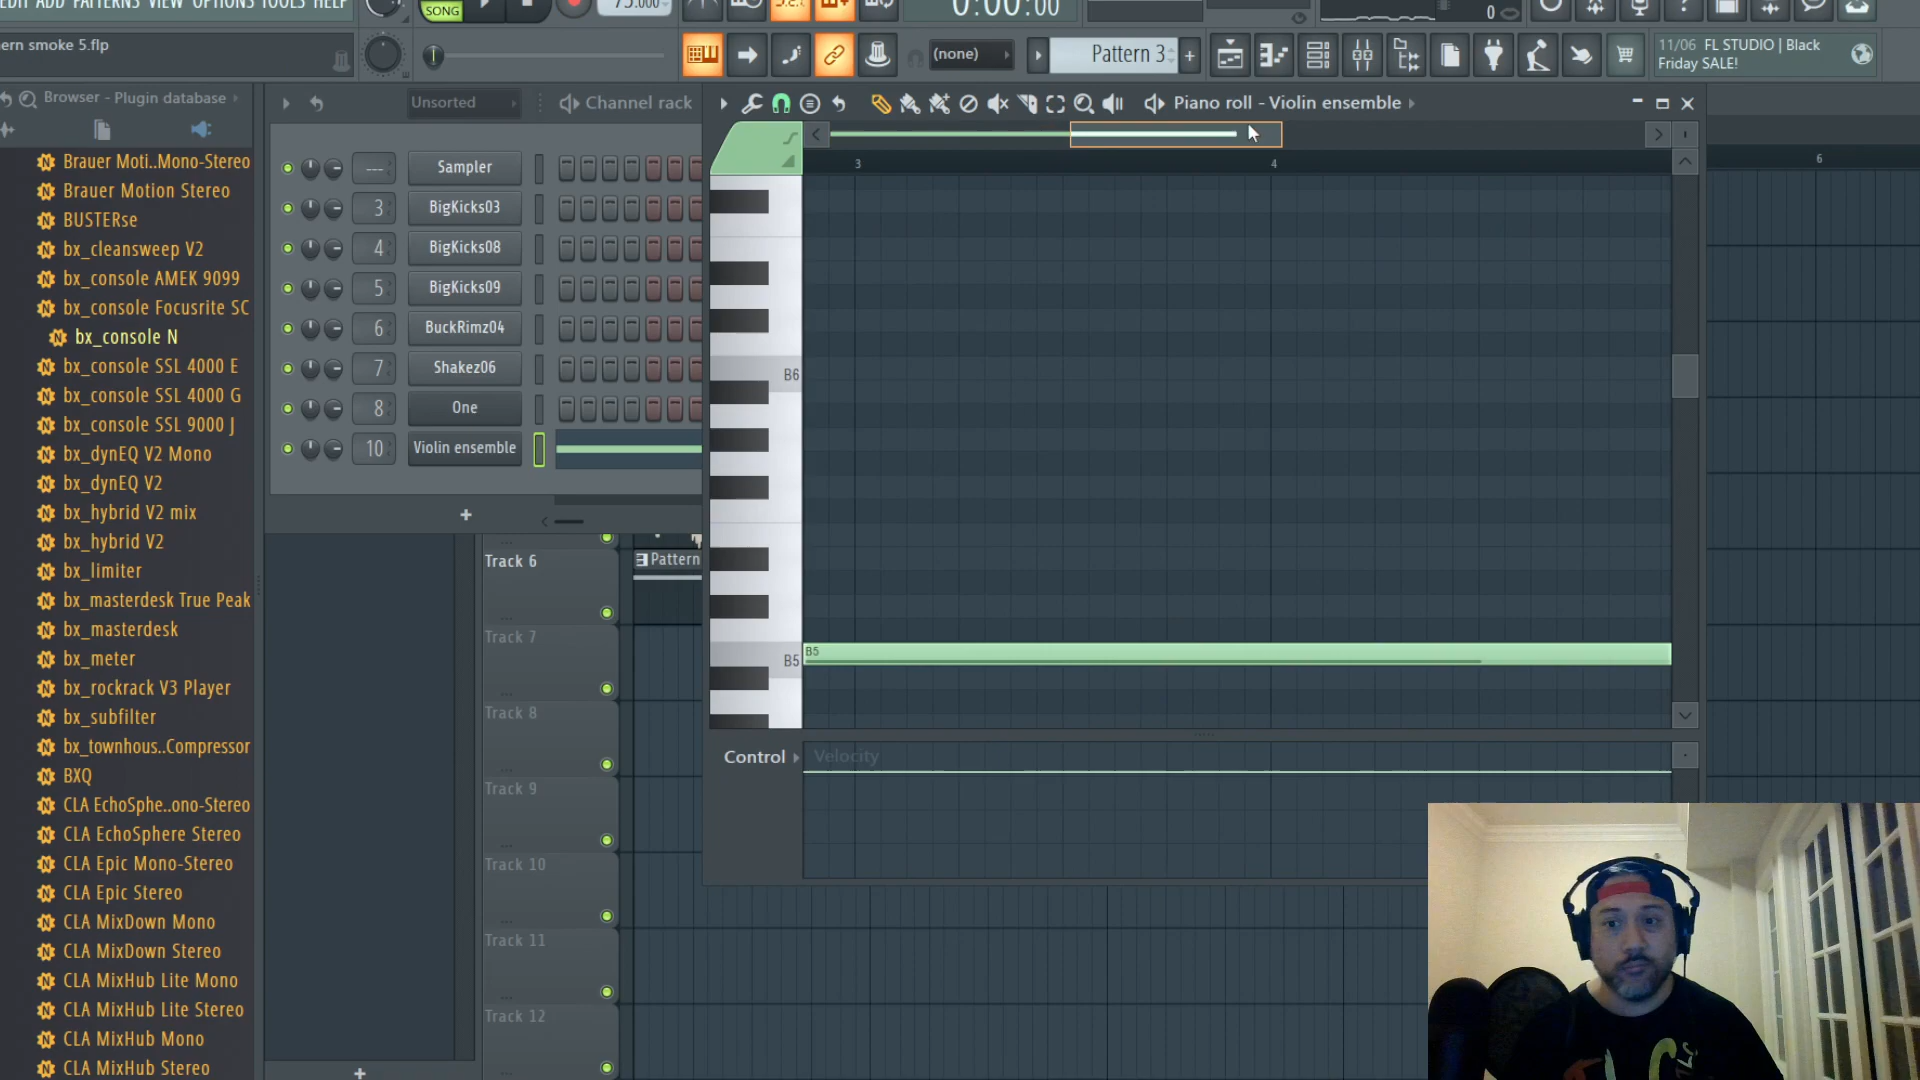 EDIT ADD PATTERNS VIEW OPTIONS TOOLS HELP
SONG
75.000
0:00:00
0
ern smoke 5.flp
(none)
Pattern 3
+
11/06 FL STUDIO | Black
Friday SALE!
Browser - Plugin database
Unsorted
Channel rack
Piano roll - Violin ensemble
3
4
6
Brauer Moti..Mono-Stereo
Brauer Motion Stereo
BUSTERse
bx_cleansweep V2
bx_console AMEK 9099
bx_console Focusrite SC
bx_console N
bx_console SSL 4000 E
bx_console SSL 4000 G
bx_console SSL 9000 J
bx_dynEQ V2 Mono
bx_dynEQ V2
bx_hybrid V2 mix
bx_hybrid V2
bx_limiter
bx_masterdesk True Peak
bx_masterdesk
bx_meter
bx_rockrack V3 Player
bx_subfilter
bx_townhous..Compressor
BXQ
CLA EchoSphe..ono-Stereo
CLA EchoSphere Stereo
CLA Epic Mono-Stereo
CLA Epic Stereo
CLA MixDown Mono
CLA MixDown Stereo
CLA MixHub Lite Mono
CLA MixHub Lite Stereo
CLA MixHub Mono
CLA MixHub Stereo
--- Sampler
3 BigKicks03
4 BigKicks08
5 BigKicks09
6 BuckRimz04
7 Shakez06
8 One
10 Violin ensemble
+
Track 6
Pattern
Track 7
Track 8
Track 9
Track 10
Track 11
Track 12
+
B6
B5
B5
Control
Velocity